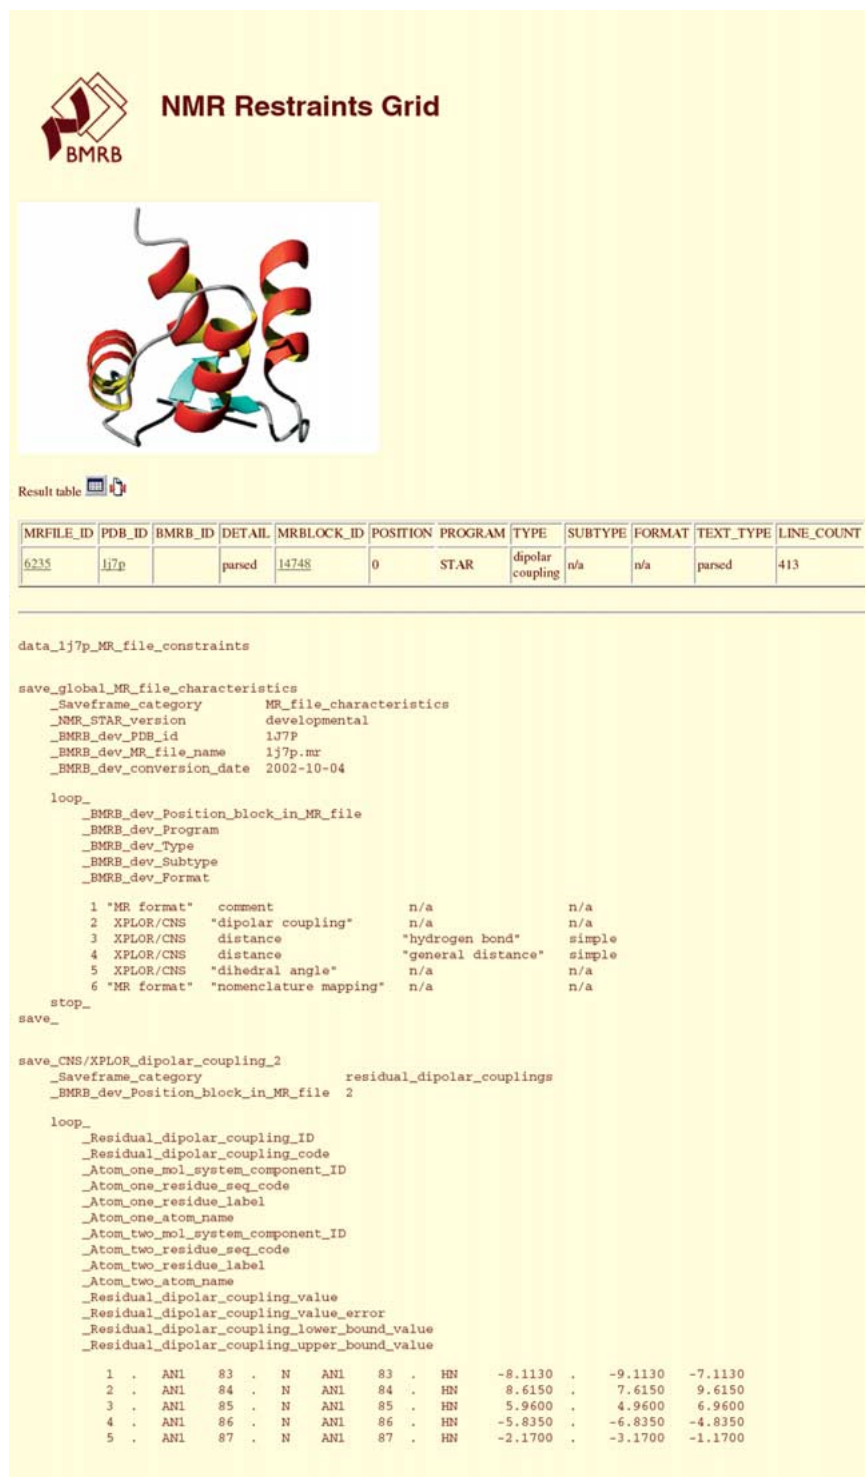 NMR Restraints Grid
BMRB
Result table
MRFILE_ID PDB_ID BMRB_ID DETAIL MRBLOCK_ID POSITION PROGRAM TYPE SUBTYPE FORMAT TEXT_TYPE LINE_COUNT
6235 1j7p parsed 14748 0 STAR dipolar coupling n/a n/a parsed 413
data_1j7p_MR_file_constraints
save_global_MR_file_characteristics
_Saveframe_category MR_file_characteristics
_NMR_STAR_version developmental
_BMRB_dev_PDB_id 1J7P
_BMRB_dev_MR_file_name 1j7p.mr
_BMRB_dev_conversion_date 2002-10-04
loop_
_BMRB_dev_Position_block_in_MR_file
_BMRB_dev_Program
_BMRB_dev_Type
_BMRB_dev_Subtype
_BMRB_dev_Format
1 "MR format" comment n/a n/a
2 XPLOR/CNS "dipolar coupling" n/a n/a
3 XPLOR/CNS distance "hydrogen bond" simple
4 XPLOR/CNS distance "general distance" simple
5 XPLOR/CNS "dihedral angle" n/a n/a
6 "MR format" "nomenclature mapping" n/a n/a
stop_
save_
save_CNS/XPLOR_dipolar_coupling_2
_Saveframe_category residual_dipolar_couplings
_BMRB_dev_Position_block_in_MR_file 2
loop_
_Residual_dipolar_coupling_ID
_Residual_dipolar_coupling_code
_Atom_one_mol_system_component_ID
_Atom_one_residue_seq_code
_Atom_one_residue_label
_Atom_one_atom_name
_Atom_two_mol_system_component_ID
_Atom_two_residue_seq_code
_Atom_two_residue_label
_Atom_two_atom_name
_Residual_dipolar_coupling_value
_Residual_dipolar_coupling_value_error
_Residual_dipolar_coupling_lower_bound_value
_Residual_dipolar_coupling_upper_bound_value
1 . AN1 83 . N AN1 83 . HN -8.1130 . -9.1130 -7.1130
2 . AN1 84 . N AN1 84 . HN 8.6150 . 7.6150 9.6150
3 . AN1 85 . N AN1 85 . HN 5.9600 . 4.9600 6.9600
4 . AN1 86 . N AN1 86 . HN -5.8350 . -6.8350 -4.8350
5 . AN1 87 . N AN1 87 . HN -2.1700 . -3.1700 -1.1700